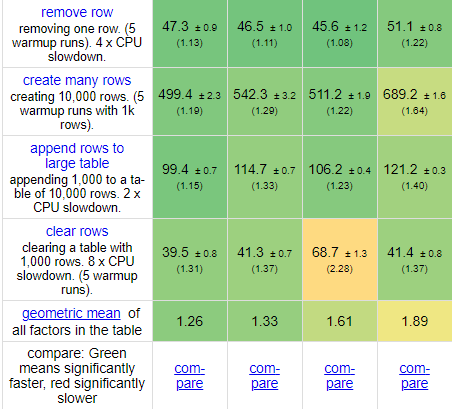 remove row
removing one row. (5
warmup runs). 4 x CPU
slowdown.
47.3 ± 0.9
(1.13)
46.5 ± 1.0
(1.11)
45.6 ± 1.2
(1.08)
51.1 ± 0.8
(1.22)
create many rows
creating 10,000 rows. (5
warmup runs with 1k
rows).
499.4 ± 2.3
(1.19)
542.3 ± 3.2
(1.29)
511.2 ± 1.9
(1.22)
689.2 ± 1.6
(1.64)
append rows to
large table
appending 1,000 to a ta-
ble of 10,000 rows. 2 x
CPU slowdown.
99.4 ± 0.7
(1.15)
114.7 ± 0.7
(1.33)
106.2 ± 0.4
(1.23)
121.2 ± 0.3
(1.40)
clear rows
clearing a table with
1,000 rows. 8 x CPU
slowdown. (5 warmup
runs).
39.5 ± 0.8
(1.31)
41.3 ± 0.7
(1.37)
68.7 ± 1.3
(2.28)
41.4 ± 0.8
(1.37)
geometric mean of
all factors in the table
1.26
1.33
1.61
1.89
compare: Green
means significantly
faster, red significantly
slower
com-
pare
com-
pare
com-
pare
com-
pare